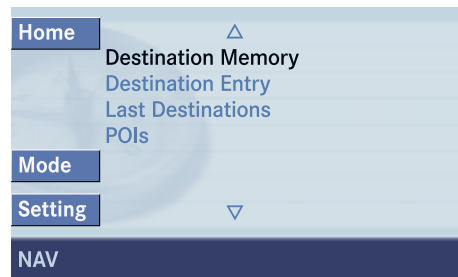 Home
Destination Memory
Destination Entry
Last Destinations
POIs
Mode
Setting
NAV